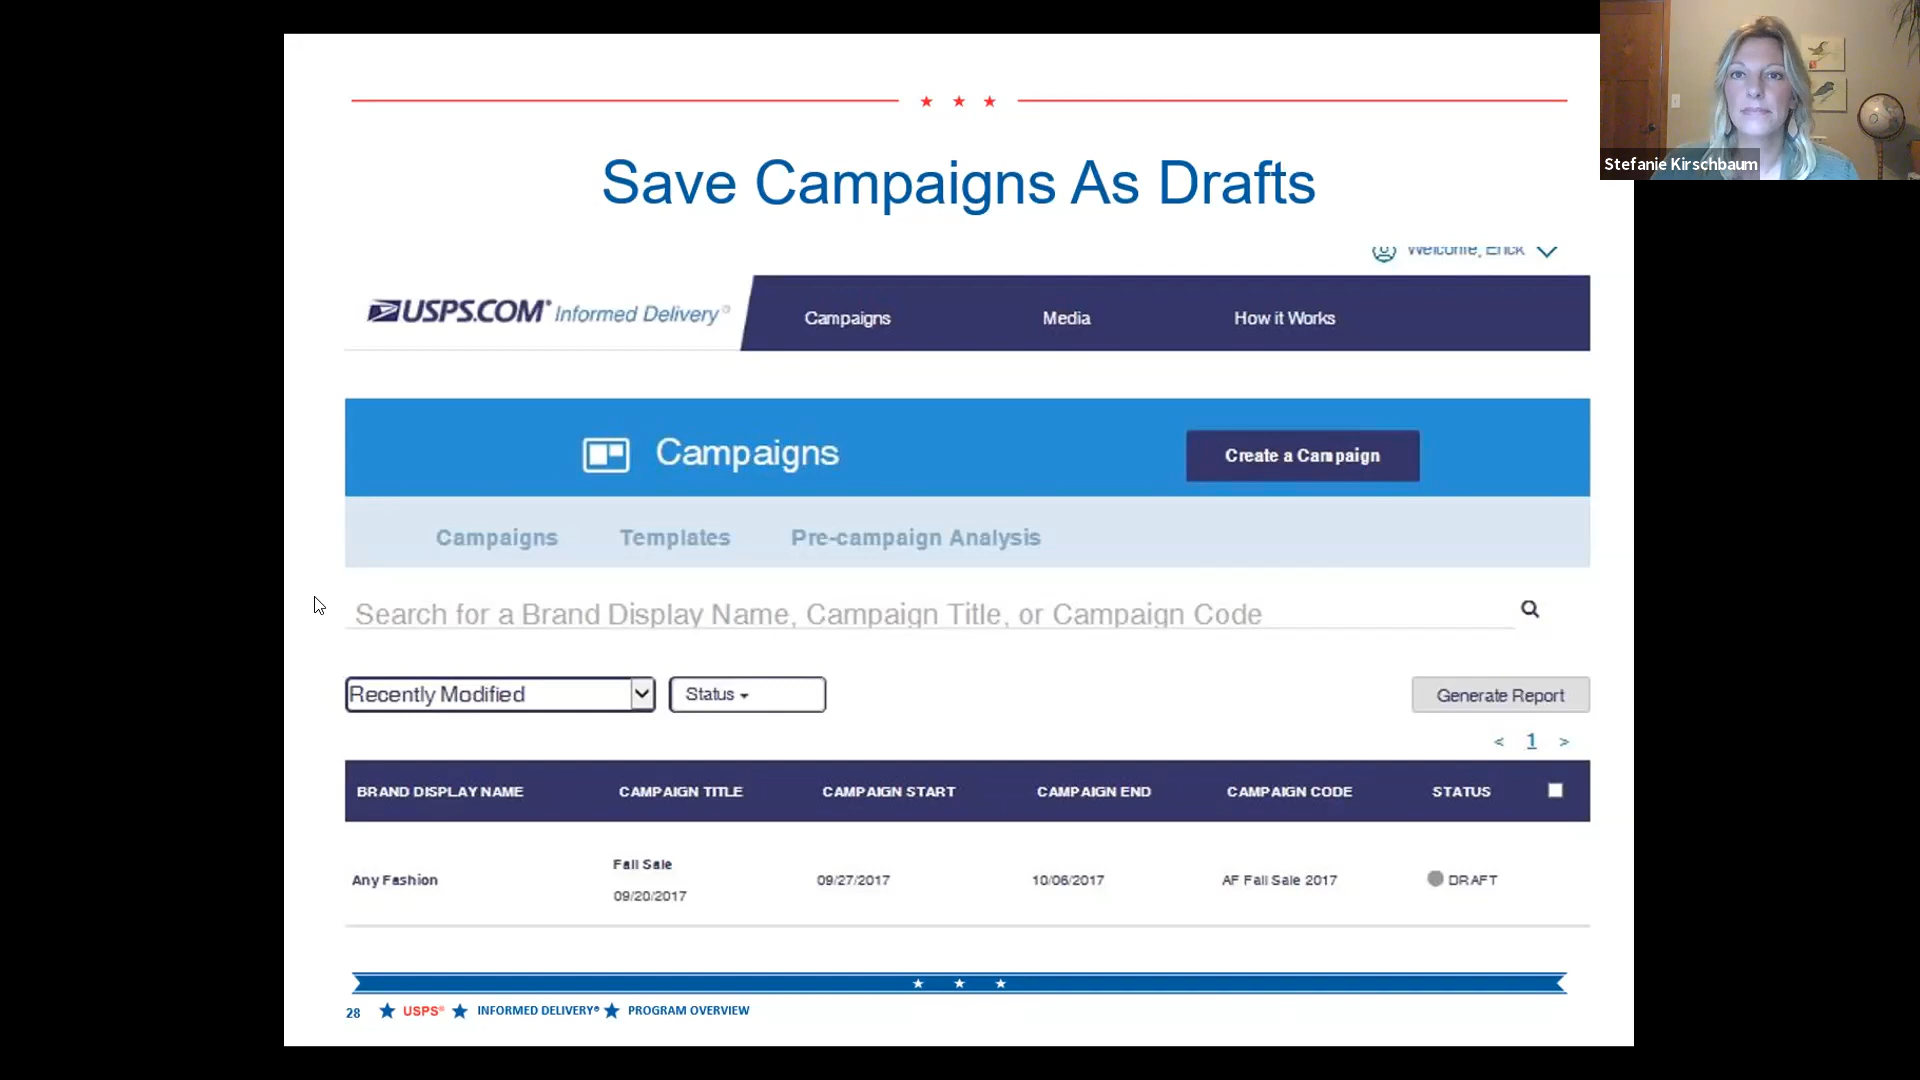 Stefanie Kirschbaum
Save Campaigns As Drafts
Welcome, Erick
USPS.COM® Informed Delivery®
Campaigns Media How it Works
Campaigns
Create a Campaign
Campaigns Templates Pre-campaign Analysis
Search for a Brand Display Name, Campaign Title, or Campaign Code
Recently Modified Status Generate Report
< 1 >
BRAND DISPLAY NAME CAMPAIGN TITLE CAMPAIGN START CAMPAIGN END CAMPAIGN CODE STATUS
Any Fashion Fall Sale 09/27/2017 10/06/2017 AF Fall Sale 2017 DRAFT
09/20/2017
28 ★ USPS® ★ INFORMED DELIVERY® ★ PROGRAM OVERVIEW